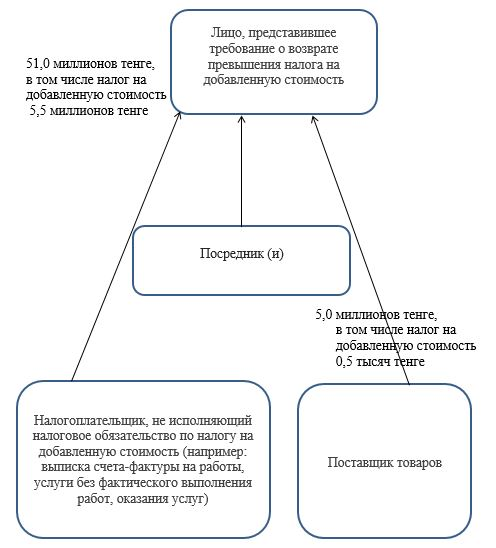 Лицо, представившее
требование о возврате
превышения налога на
добавленную стоимость
51,0 миллионов тенге,
в том числе налог на
добавленную стоимость
5,5 миллионов тенге
Посредник (и)
5,0 миллионов тенге,
в том числе налог на
добавленную стоимость
0,5 тысяч тенге
Налогоплательщик, не исполняющий
налоговое обязательство по налогу на
добавленную стоимость (например:
выписка счета-фактуры на работы,
услуги без фактического выполнения
работ, оказания услуг)
Поставщик товаров